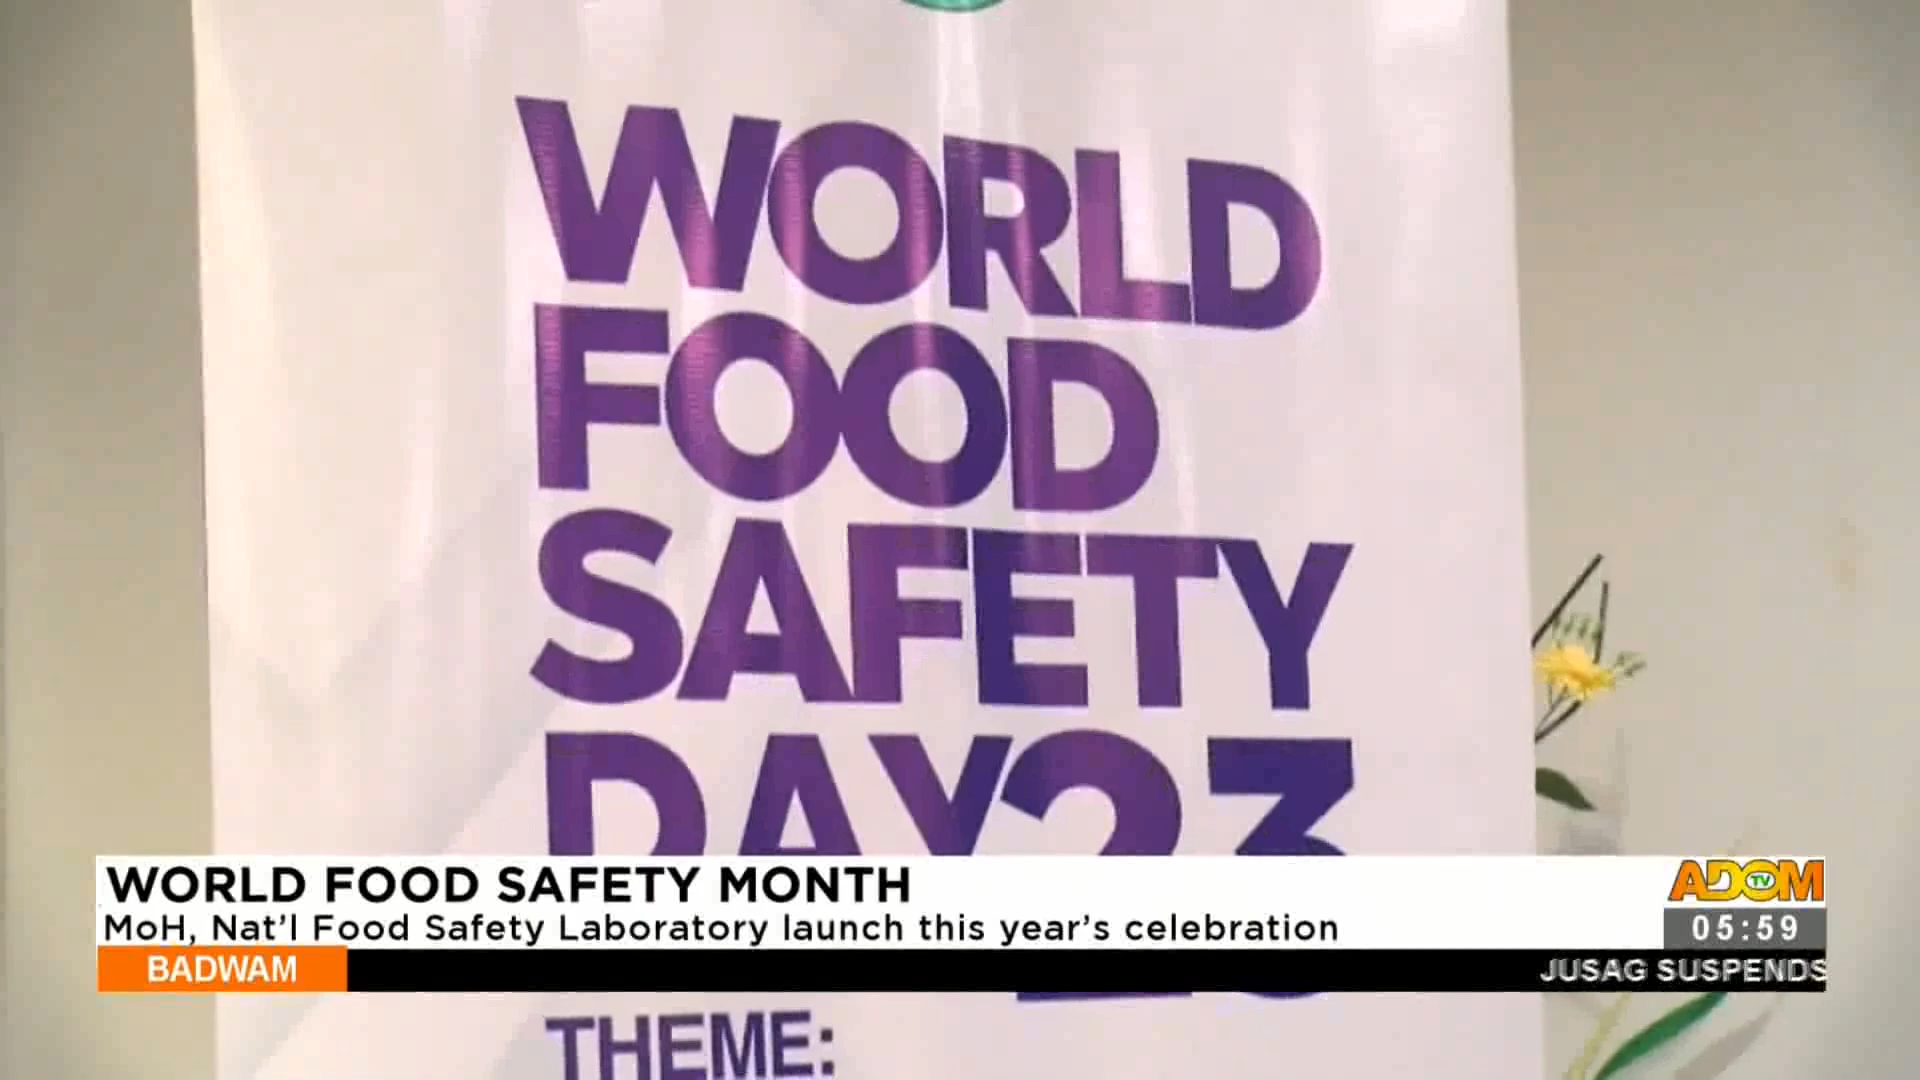 WORLD
FOOD
SAFETY
DAY23
WORLD FOOD SAFETY MONTH
MoH, Nat'l Food Safety Laboratory launch this year's celebration
ADOM TV
05:59
BADWAM
JUSAG SUSPENDS
THEME: